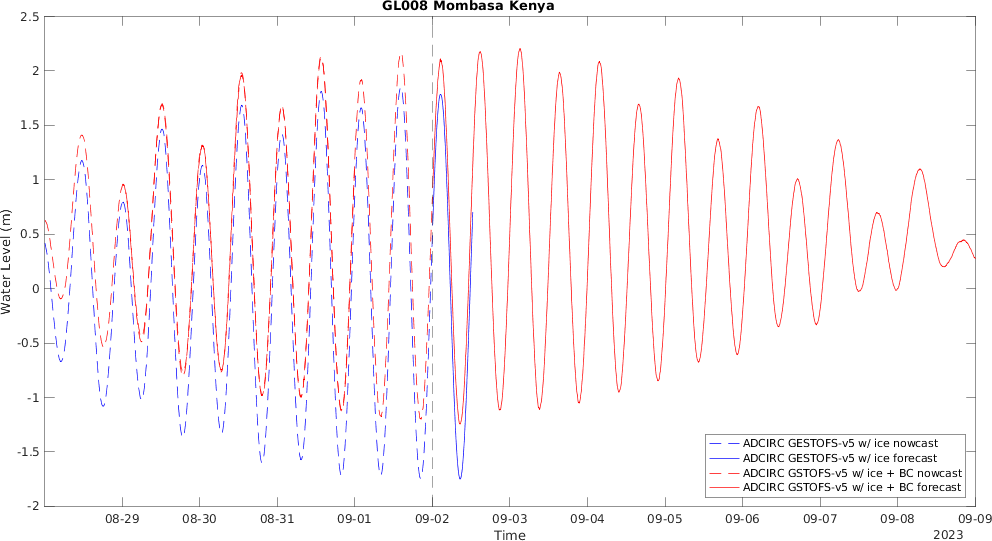 GL008 Mombasa Kenya
2.5
2
1.5
1
0.5
0
-0.5
-1
-1.5
-2
Water Level (m)
ADCIRC GESTOFS-v5 w/ ice nowcast
ADCIRC GESTOFS-v5 w/ ice forecast
ADCIRC GSTOFS-v5 w/ ice + BC nowcast
ADCIRC GSTOFS-v5 w/ ice + BC forecast
08-29 08-30 08-31 09-01 09-02 09-03 09-04 09-05 09-06 09-07 09-08 09-09
Time
2023